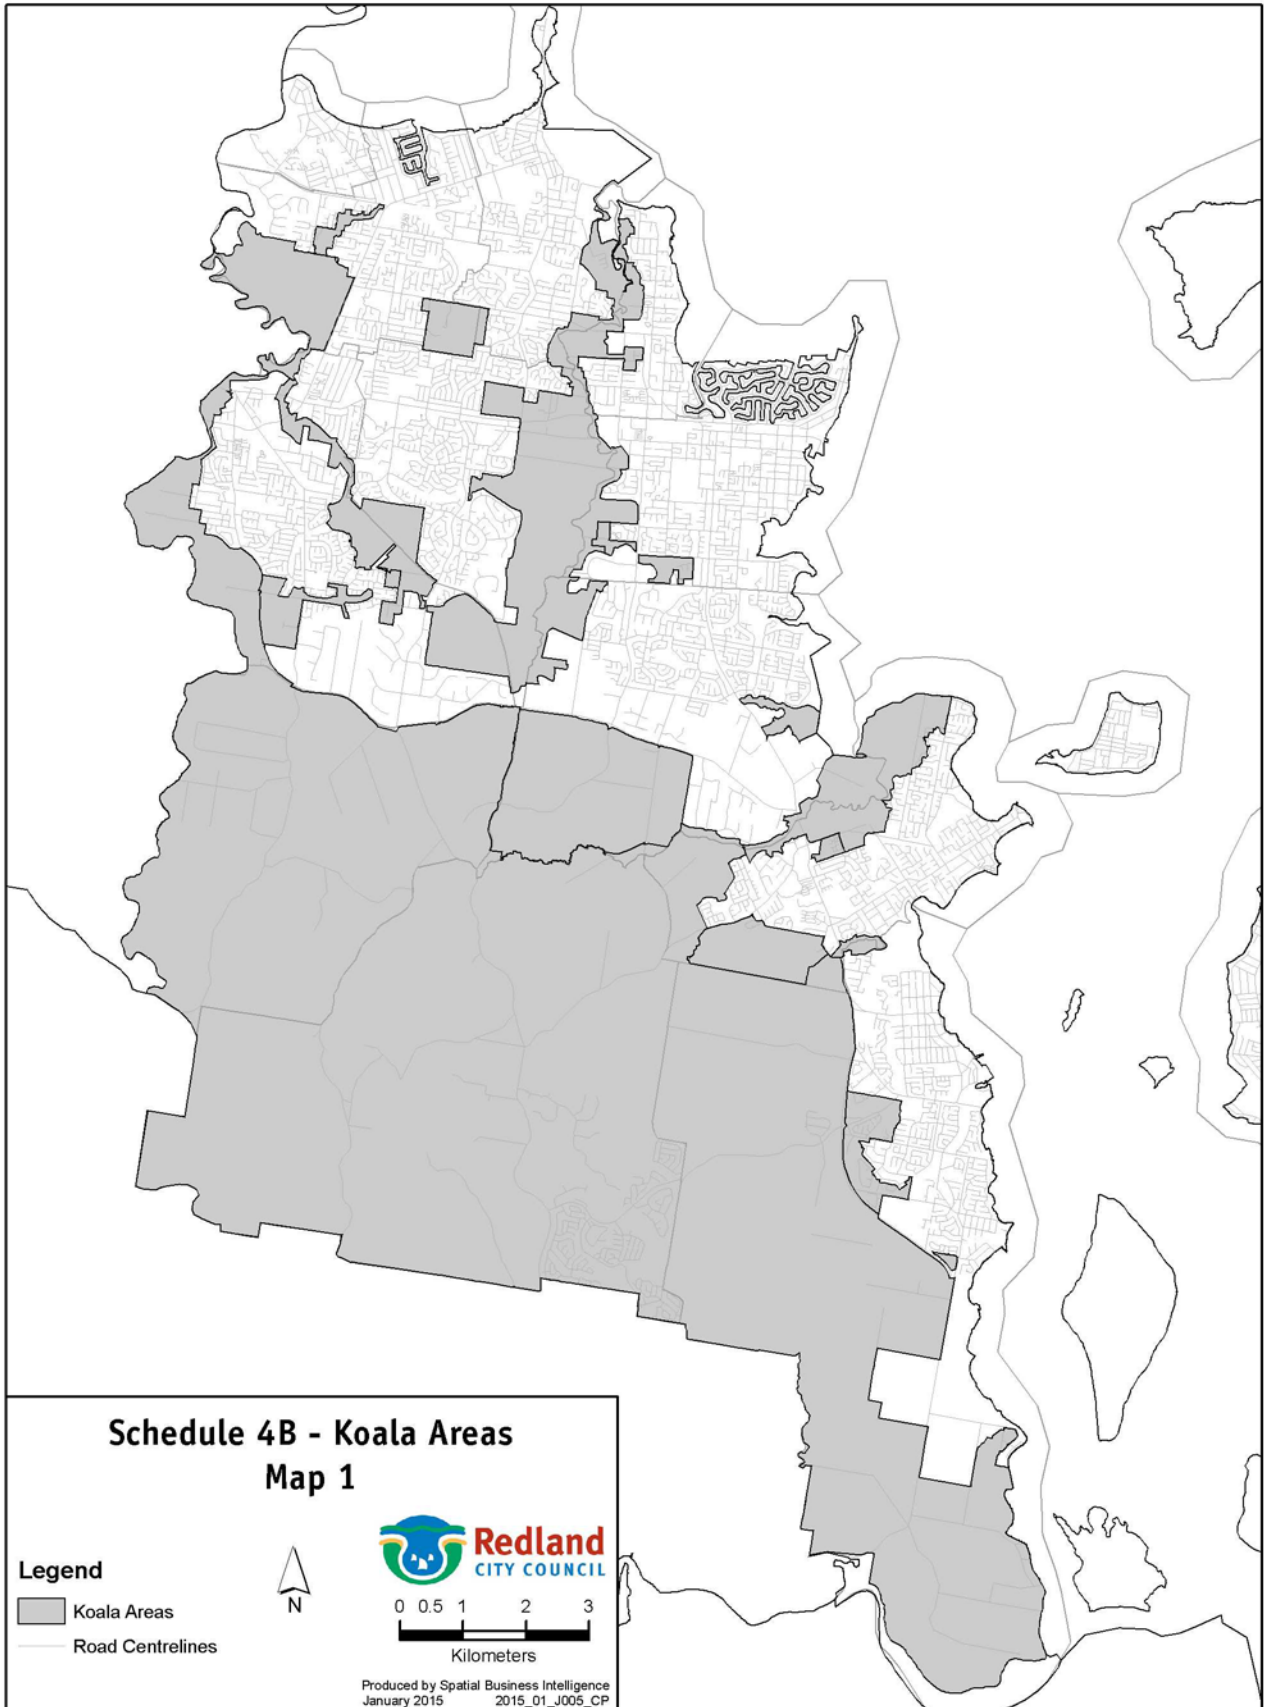 Schedule 4B - Koala Areas
Map 1
Redland
CITY COUNCIL
Legend
Koala Areas
Road Centrelines
N
0 0.5 1 2 3
Kilometers
Produced by Spatial Business Intelligence
January 2015 2015_01_J005_CP